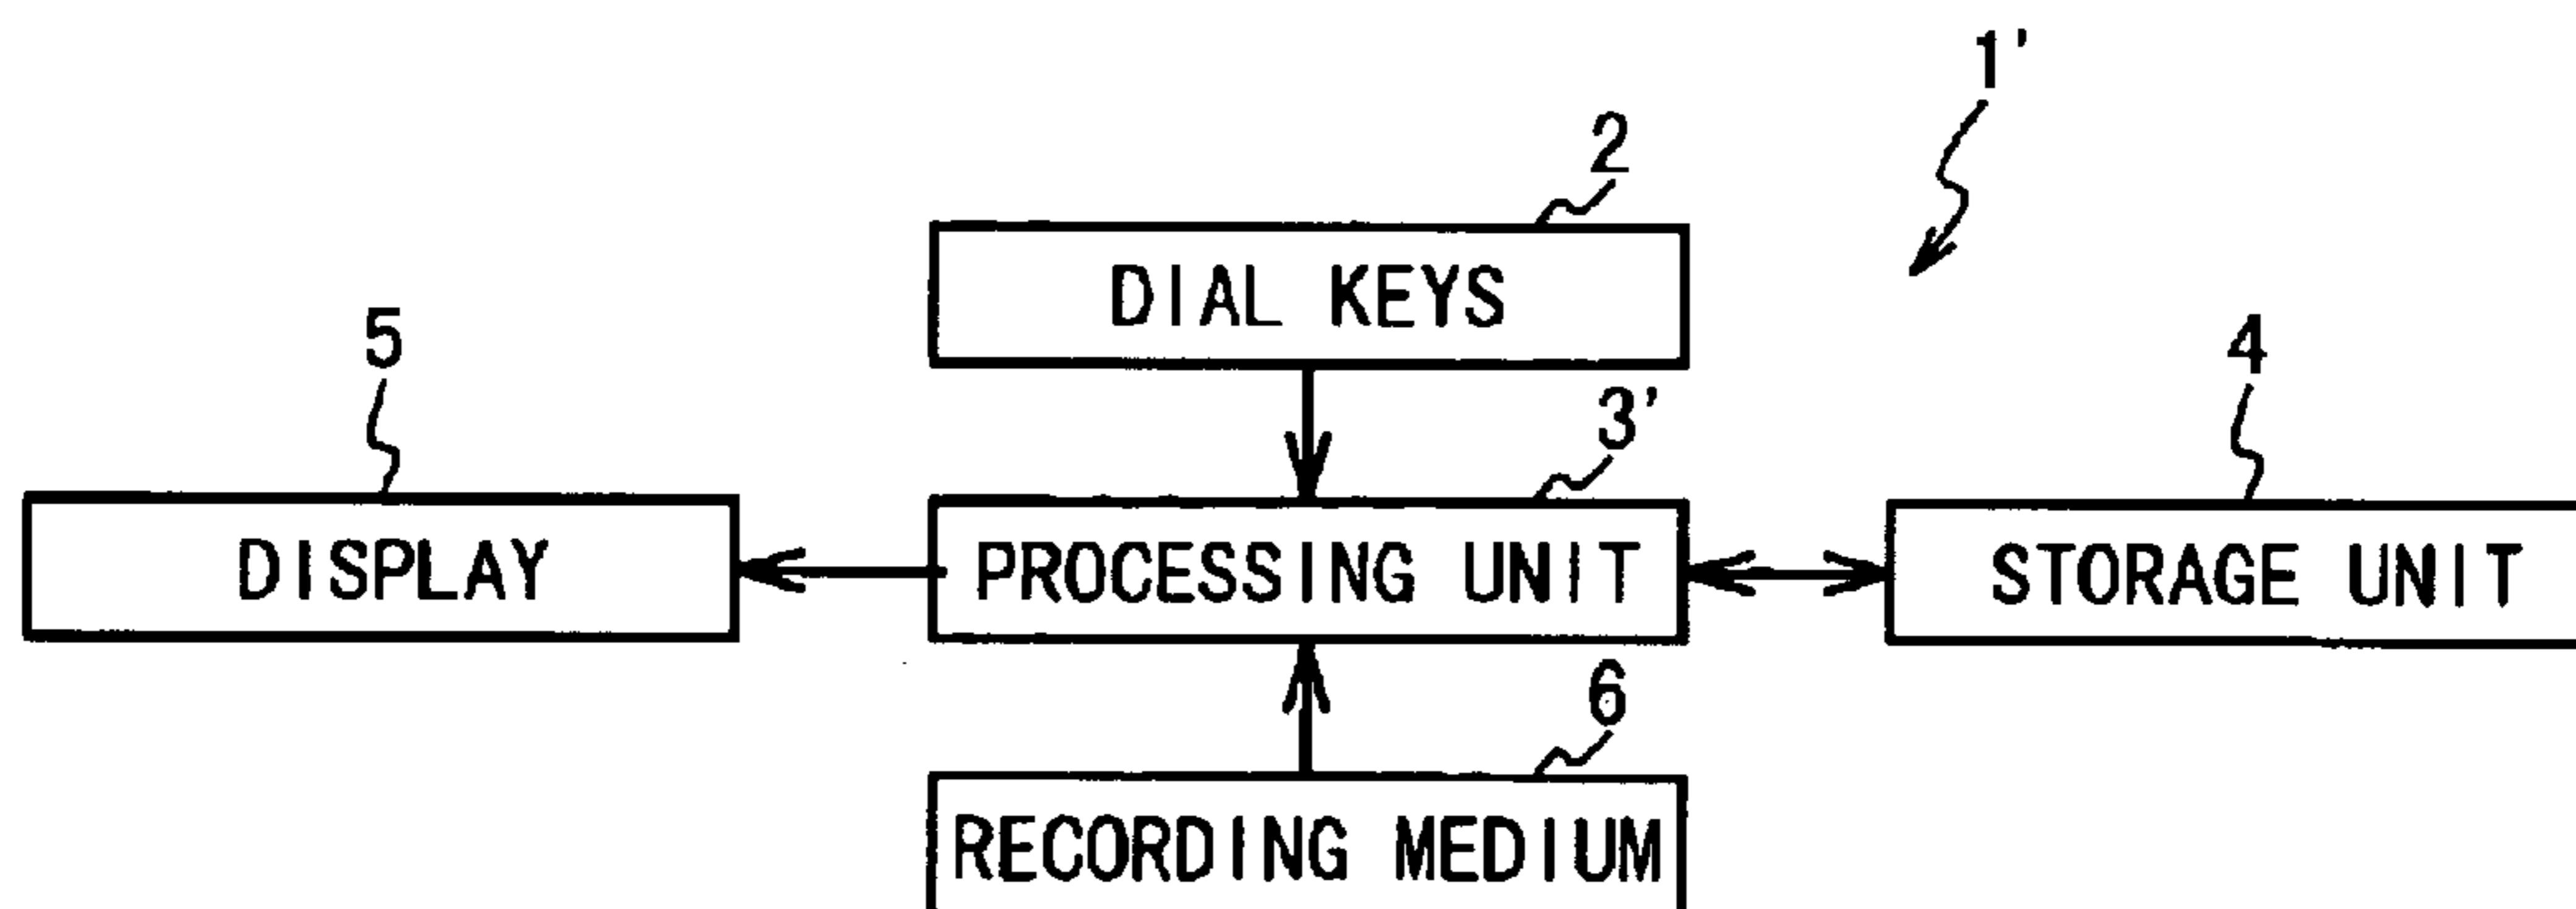 1'
2
DIAL KEYS
5
3'
4
DISPLAY
PROCESSING UNIT
STORAGE UNIT
6
RECORDING MEDIUM